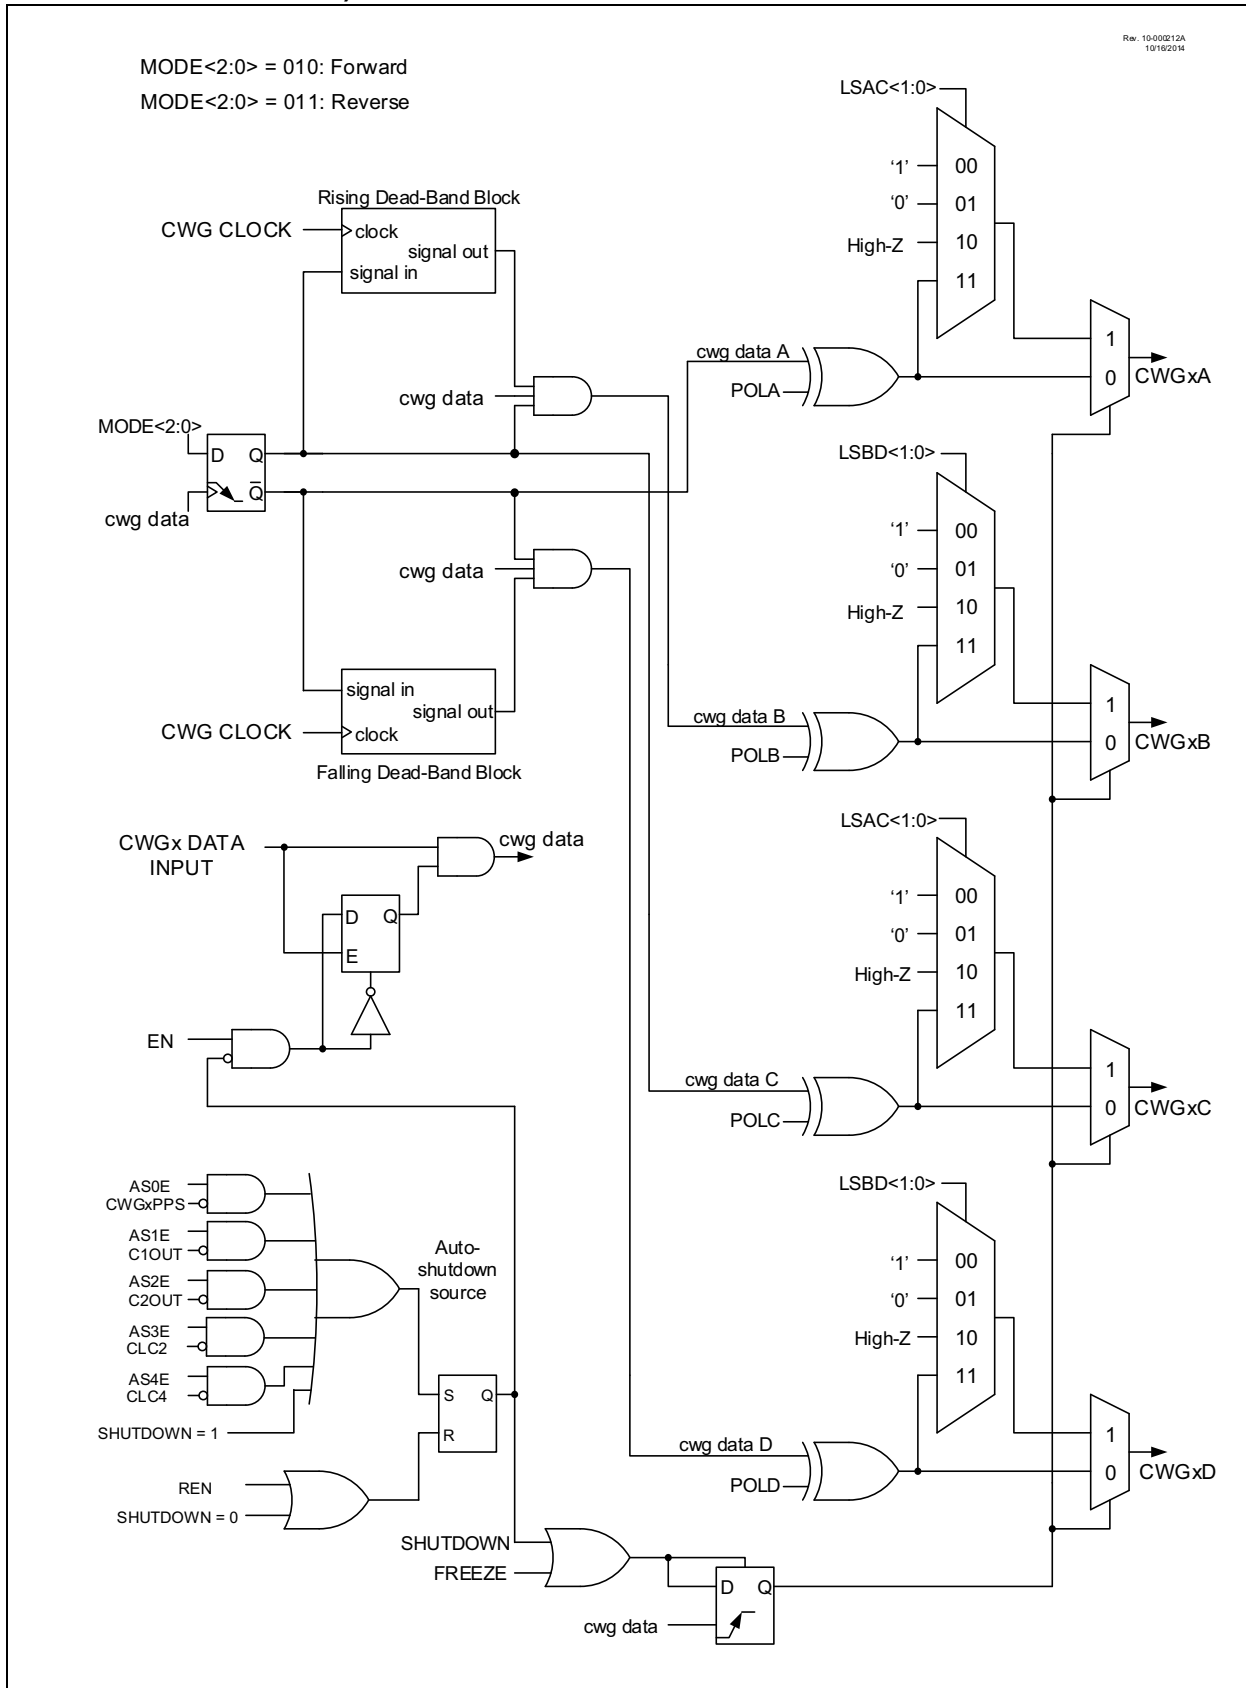 Rev. 10-000212A
10/16/2014
MODE<2:0> = 010: Forward
MODE<2:0> = 011: Reverse
LSAC<1:0>
'1'
00
'0'
01
High-Z
10
11
1
0
CWGxA
Rising Dead-Band Block
CWG CLOCK
clock
signal out
signal in
cwg data A
POLA
cwg data
MODE<2:0>
D
Q
Q
cwg data
cwg data
LSBD<1:0>
'1'
00
'0'
01
High-Z
10
11
1
0
CWGxB
signal in
signal out
CWG CLOCK
clock
Falling Dead-Band Block
cwg data B
POLB
CWGx DATA
INPUT
cwg data
D
Q
E
EN
LSAC<1:0>
'1'
00
'0'
01
High-Z
10
11
1
0
CWGxC
cwg data C
POLC
AS0E
CWGxPPS
AS1E
C1OUT
AS2E
C2OUT
AS3E
CLC2
AS4E
CLC4
SHUTDOWN = 1
Auto-
shutdown
source
S
Q
R
REN
SHUTDOWN = 0
LSBD<1:0>
'1'
00
'0'
01
High-Z
10
11
1
0
CWGxD
cwg data D
POLD
SHUTDOWN
FREEZE
D
Q
cwg data